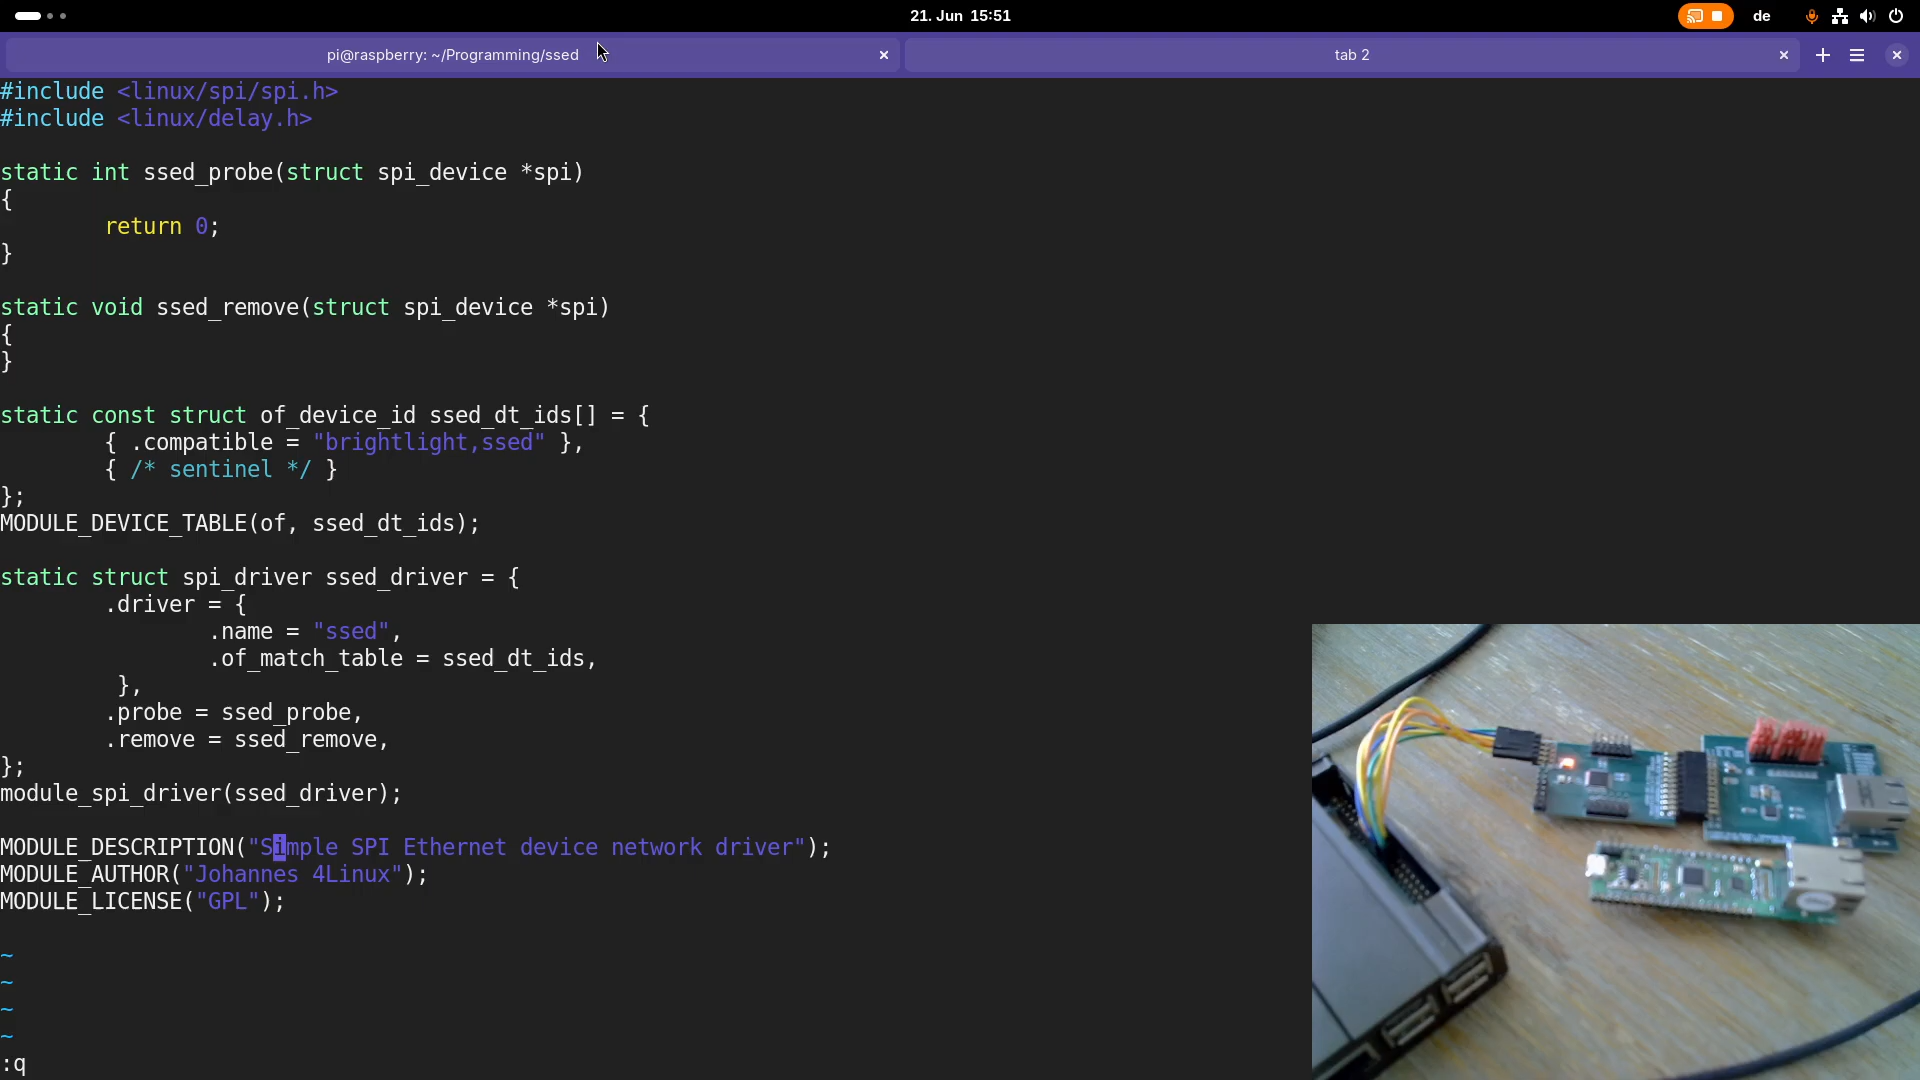 21. Jun 15:51
de
pi@raspberry: ~/Programming/ssed
tab 2
#include <linux/spi/spi.h>
#include <linux/delay.h>
static int ssed_probe(struct spi_device *spi)
{
return 0;
}
static void ssed_remove(struct spi_device *spi)
{
}
static const struct of_device_id ssed_dt_ids[] = {
{ .compatible = "brightlight,ssed" },
{ /* sentinel */ }
};
MODULE_DEVICE_TABLE(of, ssed_dt_ids);
static struct spi_driver ssed_driver = {
.driver = {
.name = "ssed",
.of_match_table = ssed_dt_ids,
},
.probe = ssed_probe,
.remove = ssed_remove,
};
module_spi_driver(ssed_driver);
MODULE_DESCRIPTION("Simple SPI Ethernet device network driver");
MODULE_AUTHOR("Johannes 4Linux");
MODULE_LICENSE("GPL");
~
~
~
~
:q